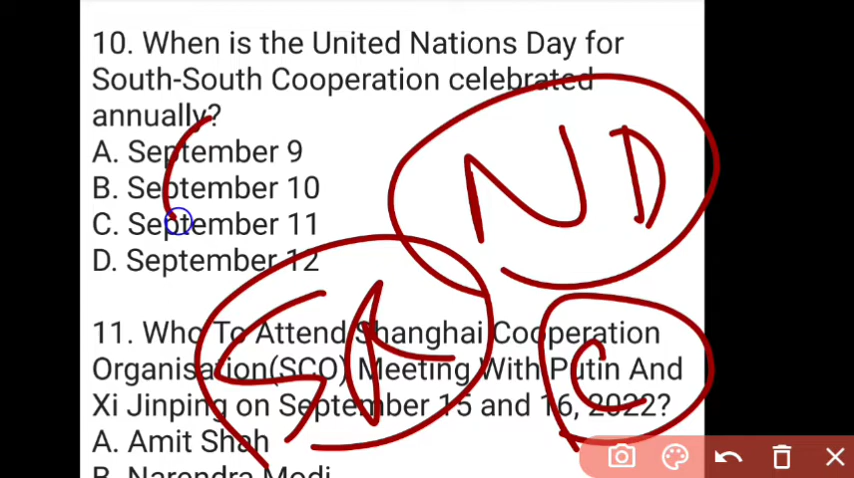 10. When is the United Nations Day for
South-South Cooperation celebrated
annually?
A. September 9
B. September 10
C. September 11
D. September 12
ND
11. Who To Attend Shanghai Cooperation
Organisation(SCO) Meeting With Putin And
Xi Jinping on September 15 and 16, 2022?
C
A. Amit Shah
B. Narendra Modi